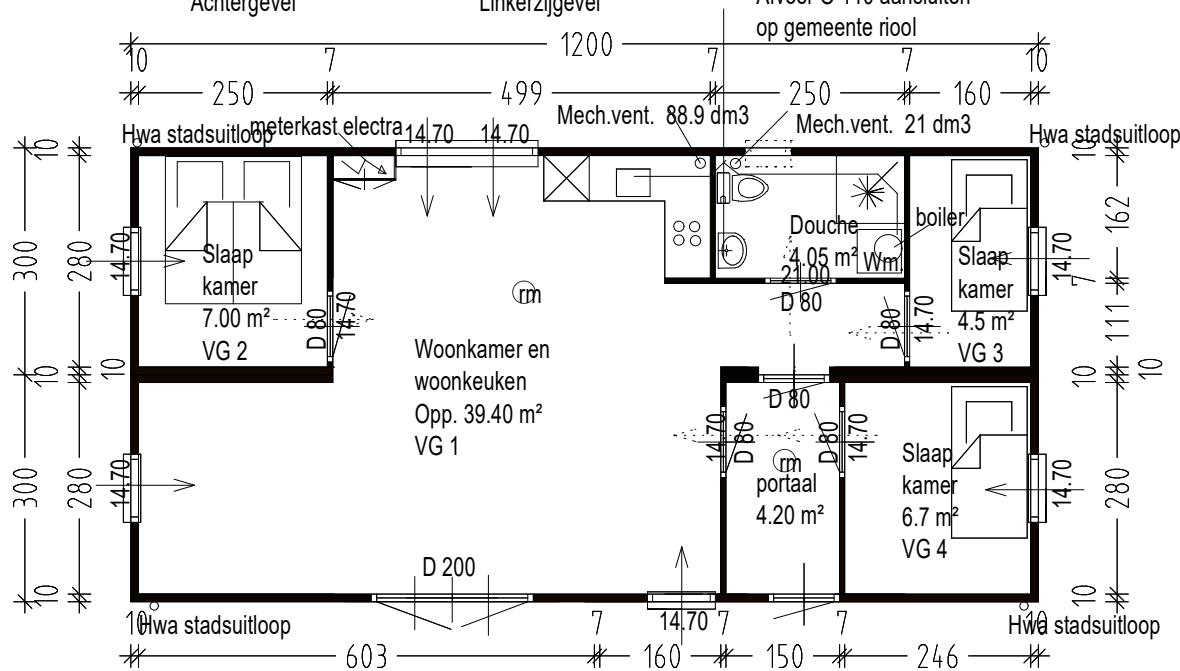 Achtergevel
Linkerzijgevel
op gemeente riool
1200
10
7
7
7
10
250
499
250
160
Mech.vent. 88.9 dm3
Mech.vent. 21 dm3
Hwa stadsuitloop
meterkast electra
14.70
14.70
Hwa stadsuitloop
10
300
280
10
10
300
280
10
10
14.70
Slaap
kamer
7.00 m²
VG 2
D 80
14.70
rm
Woonkamer en
woonkeuken
Opp. 39.40 m²
VG 1
Douche
4.05 m²
21.00
D 80
Wm.
boiler
D 80
14.70
Slaap
kamer
4.5 m²
VG 3
14.70
10
162
7
111
10
10
280
10
14.70
D 80
D 80
14.70
D 80
rm
portaal
4.20 m²
Slaap
kamer
6.7 m²
VG 4
14.70
14.70
D 200
14.70
10
Hwa stadsuitloop
7
7
7
Hwa stadsuitloop
10
603
160
150
246